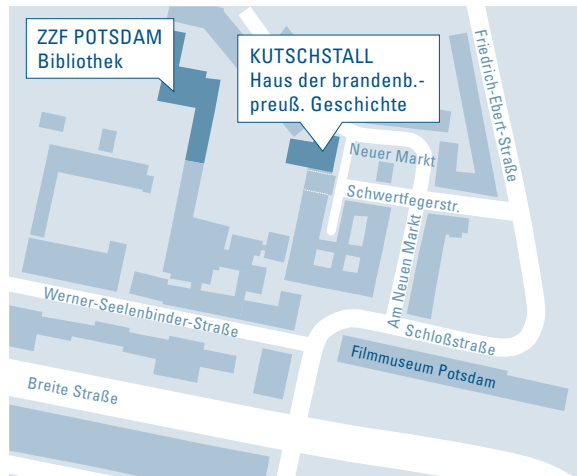 ZZF POTSDAM
Bibliothek
KUTSCHSTALL
Haus der brandenb.-
preuß. Geschichte
Friedrich-Ebert-Straße
Neuer Markt
Schwertfegerstr.
Am Neuen Markt
Werner-Seelenbinder-Straße
Schloßstraße
Filmmuseum Potsdam
Breite Straße